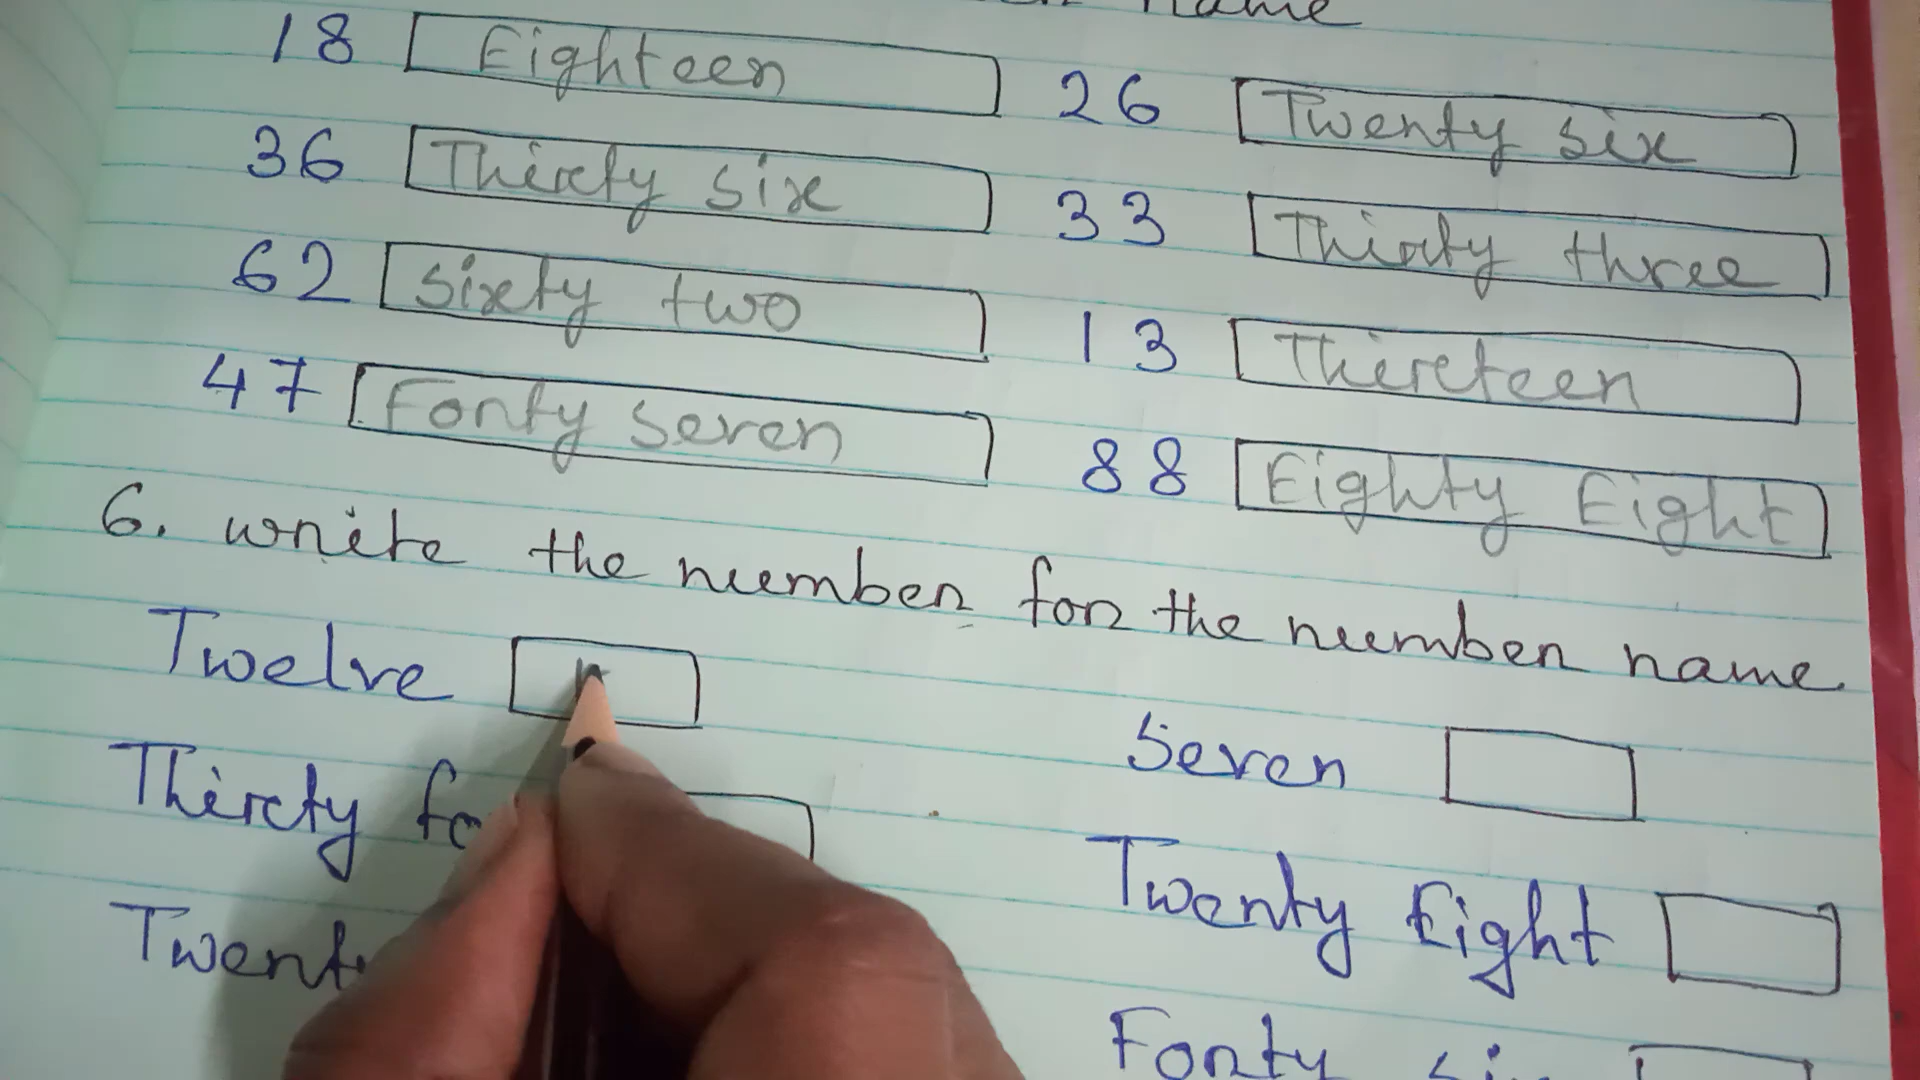 name
18 Eighteen
26 Twenty six
36 Thirty six
33 Thirty three
62 Sixty two
13 Thirteen
47 Forty seven
88 Eighty Eight
6. write the number for the number name.
Twelve
Seven
Thirty
Twenty Eight
Forty